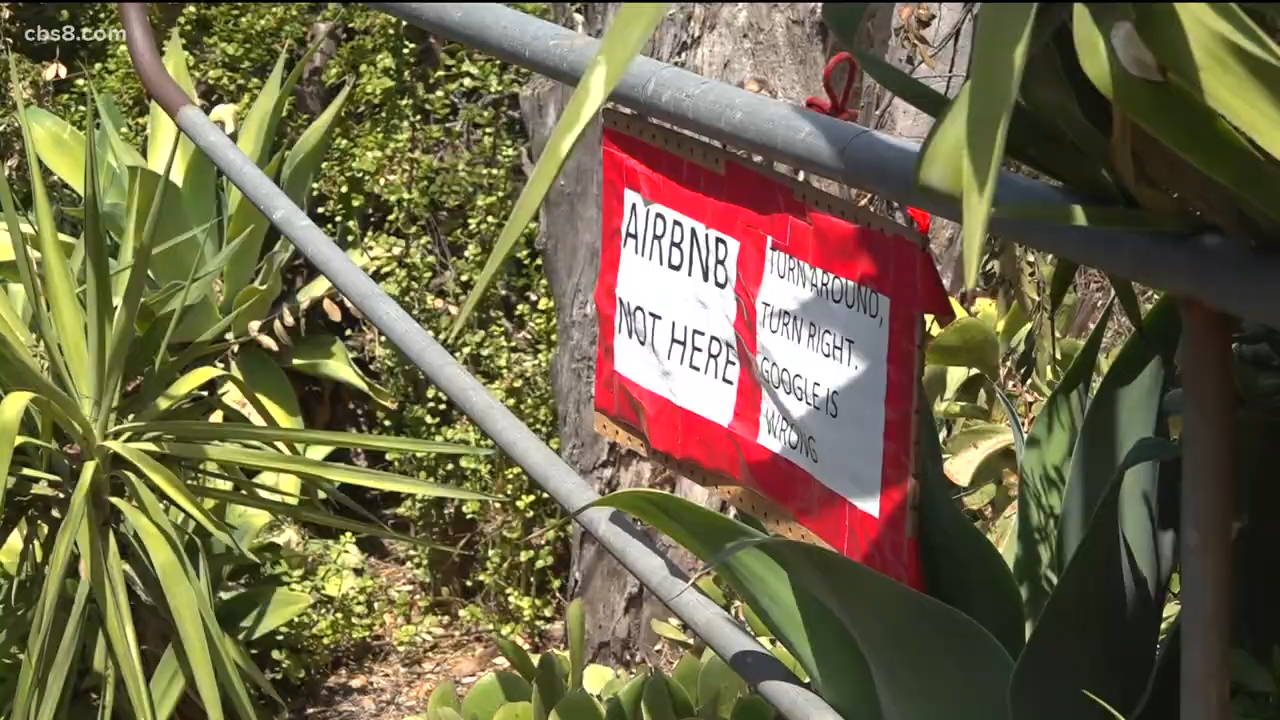 cbs8.com
AIRBNB
NOT HERE
TURN AROUND,
TURN RIGHT.
GOOGLE IS
WRONG